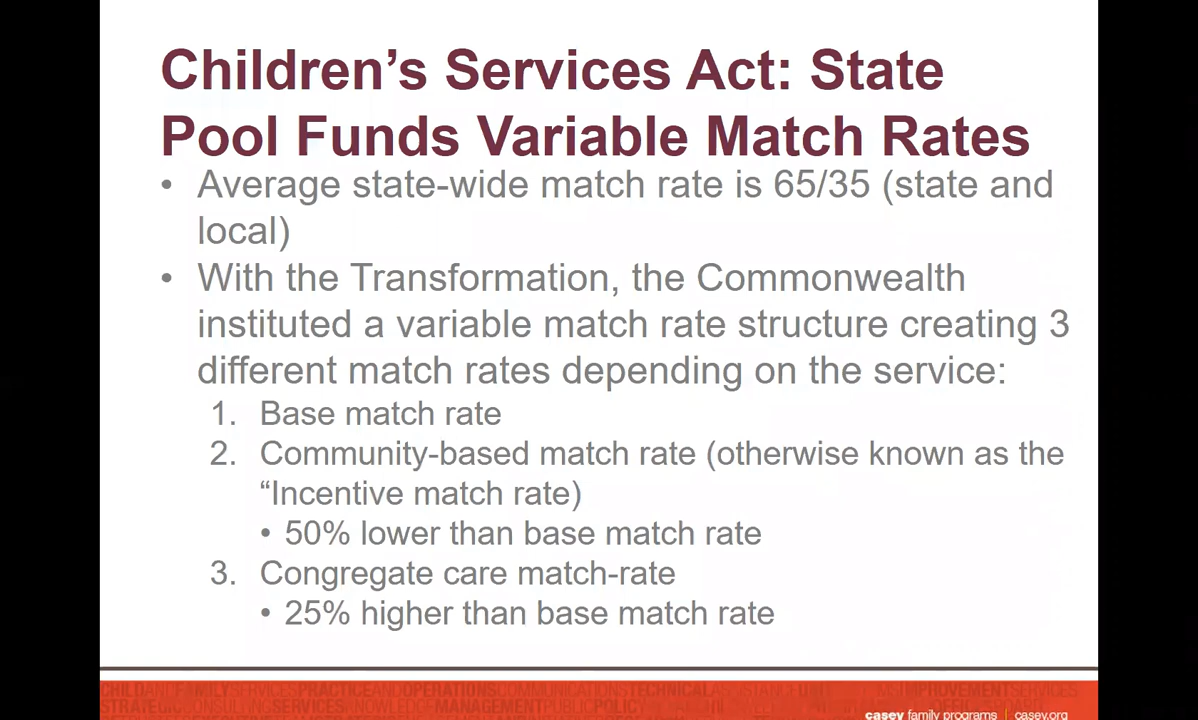 Children’s Services Act: State
Pool Funds Variable Match Rates
• Average state-wide match rate is 65/35 (state and
local)
• With the Transformation, the Commonwealth
instituted a variable match rate structure creating 3
different match rates depending on the service:
1. Base match rate
2. Community-based match rate (otherwise known as the
“Incentive match rate)
• 50% lower than base match rate
3. Congregate care match-rate
• 25% higher than base match rate
CHILDANDFAMILYSERVICESPRACTICEANDOPERATIONSCOMMUNICATIONSTECHNICALASSISTANCE IMPROVEMENTSERVICES
STRATEGICCONSULTINGSERVICESKNOWLEDGEMANAGEMENTPUBLICPOLICY
casey family programs | casey.org